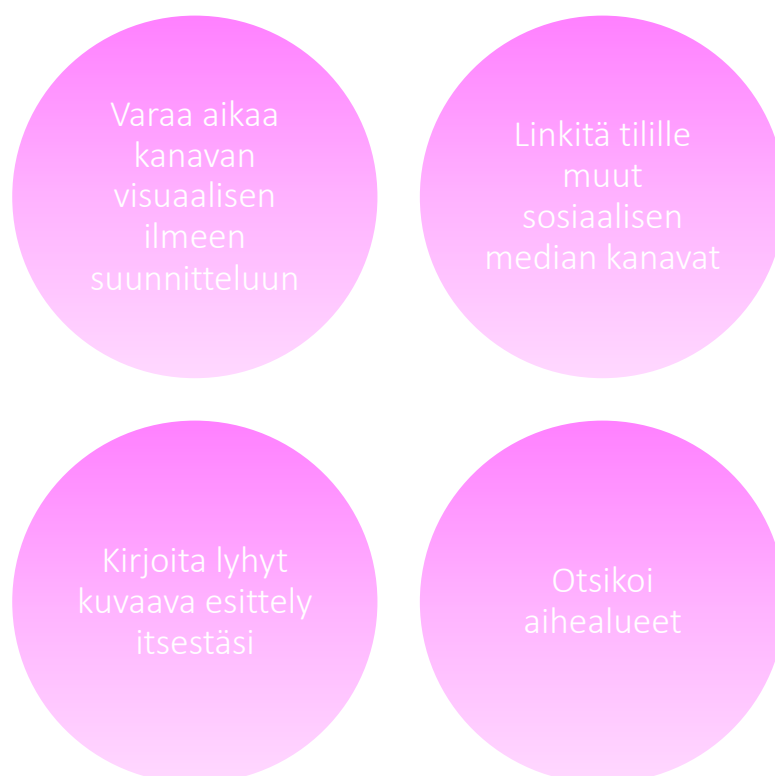 Varaa aikaa
kanavan
visuaalisen
ilmeen
suunnitteluun
Linkitä tilille
muut
sosiaalisen
median kanavat
Kirjoita lyhyt
kuvaava esittely
itsestäsi
Otsikoi
aihealueet